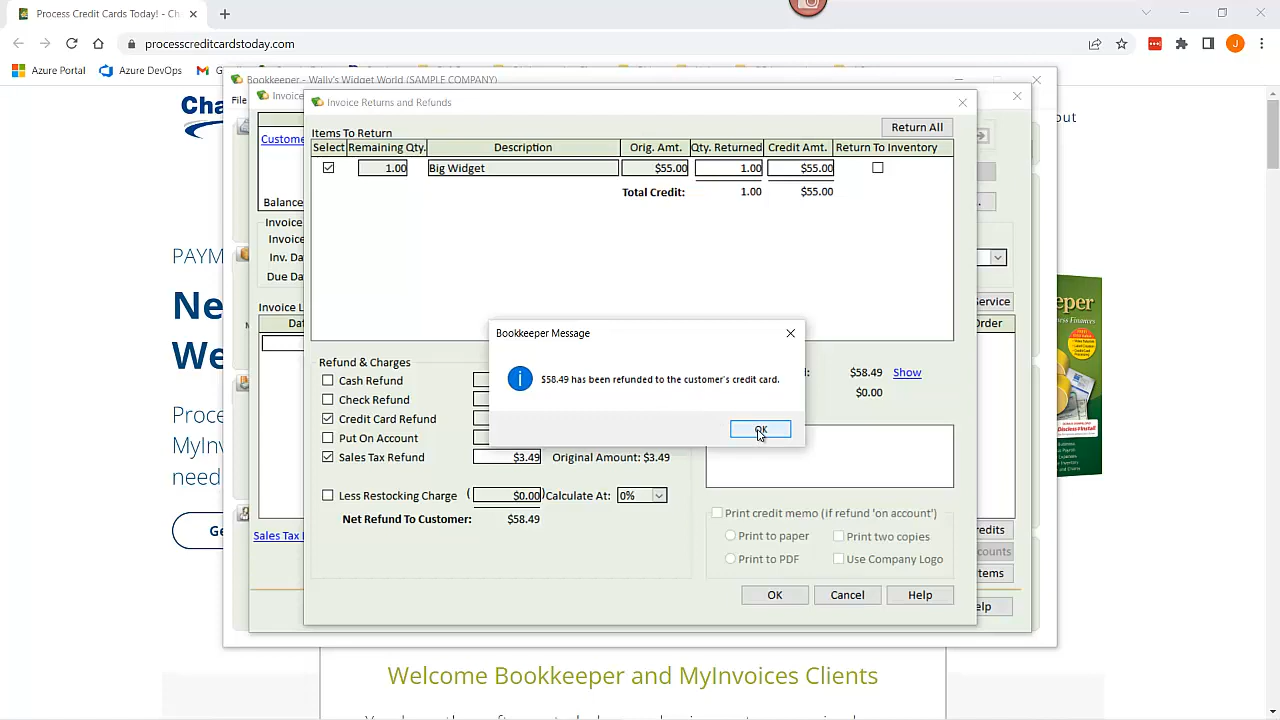 Process Credit Cards Today! - Ch
processcreditcardstoday.com
Azure Portal
Azure DevOps
Bookkeeper - Wally's Widget World (SAMPLE COMPANY)
File
Invoice Returns and Refunds
Cha
Items To Return
Return All
Select
Remaining Qty.
Description
Orig. Amt.
Qty. Returned
Credit Amt.
Return To Inventory
1.00
Big Widget
$55.00
1.00
$55.00
Total Credit:
1.00
$55.00
Custome
Balance
Invoice
Invoice
Inv. Da
Due Da
Invoice L
Dat
Service
Order
PAYM
Ne
We
Proce
MyInv
need
Ge
Bookkeeper Message
$58.49 has been refunded to the customer's credit card.
OK
Refund & Charges
Cash Refund
Check Refund
Credit Card Refund
Put On Account
Sales Tax Refund
$3.49
Original Amount: $3.49
Less Restocking Charge
( $0.00)
Calculate At:
0%
Net Refund To Customer:
$58.49
$58.49
Show
$0.00
Print credit memo (if refund 'on account')
Print to paper
Print two copies
Print to PDF
Use Company Logo
OK
Cancel
Help
Sales Tax
edits
counts
tems
elp
eper
out
Welcome Bookkeeper and MyInvoices Clients